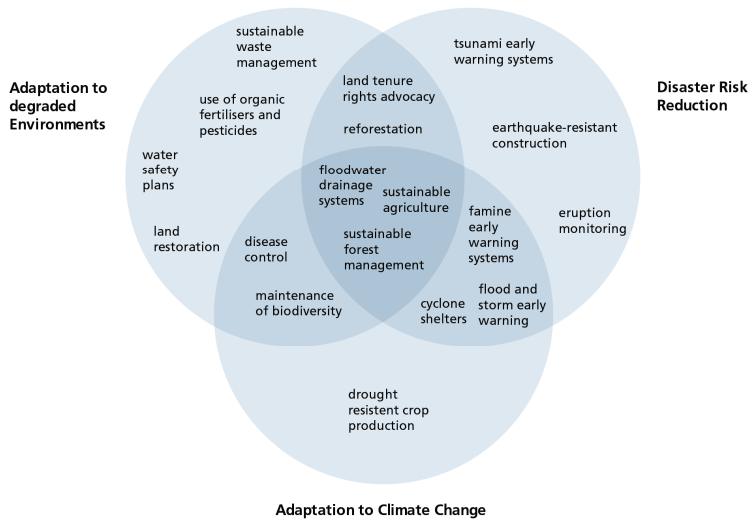 sustainable
waste
management
tsunami early
warning systems
Adaptation to
degraded
Environments
land tenure
rights advocacy
Disaster Risk
Reduction
use of organic
fertilisers and
pesticides
reforestation
earthquake-resistant
construction
water
safety
plans
floodwater
drainage
systems
sustainable
agriculture
famine
early
warning
systems
eruption
monitoring
land
restoration
disease
control
sustainable
forest
management
maintenance
of biodiversity
cyclone
shelters
flood and
storm early
warning
drought
resistent crop
production
Adaptation to Climate Change